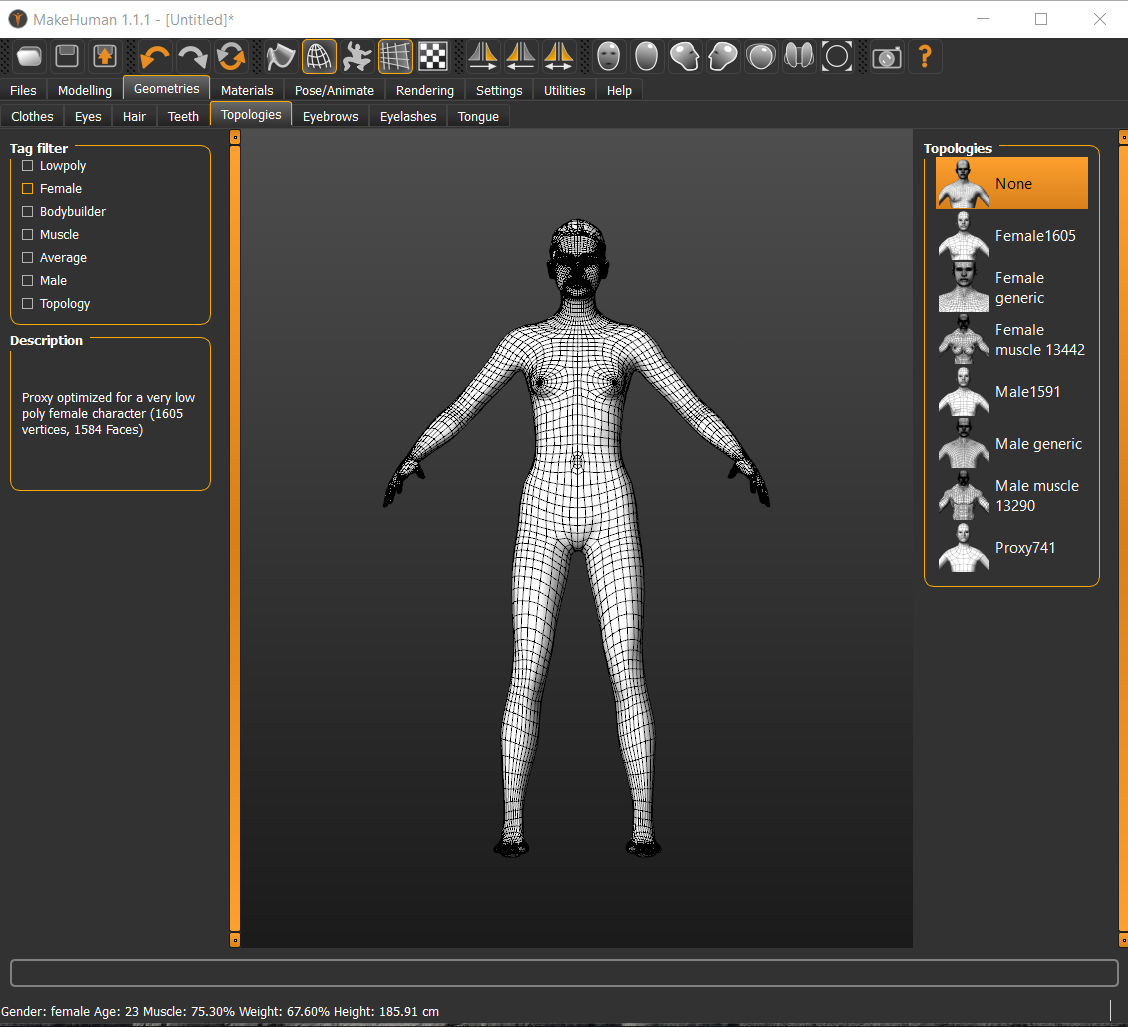 MakeHuman 1.1.1 - [Untitled]*
Files Modelling Geometries Materials Pose/Animate Rendering Settings Utilities Help
Clothes Eyes Hair Teeth Topologies Eyebrows Eyelashes Tongue
Tag filter
Lowpoly
Female
Bodybuilder
Muscle
Average
Male
Topology
Description
Proxy optimized for a very low
poly female character (1605
vertices, 1584 Faces)
Topologies
None
Female1605
Female
generic
Female
muscle 13442
Male1591
Male generic
Male muscle
13290
Proxy741
Gender: female Age: 23 Muscle: 75.30% Weight: 67.60% Height: 185.91 cm